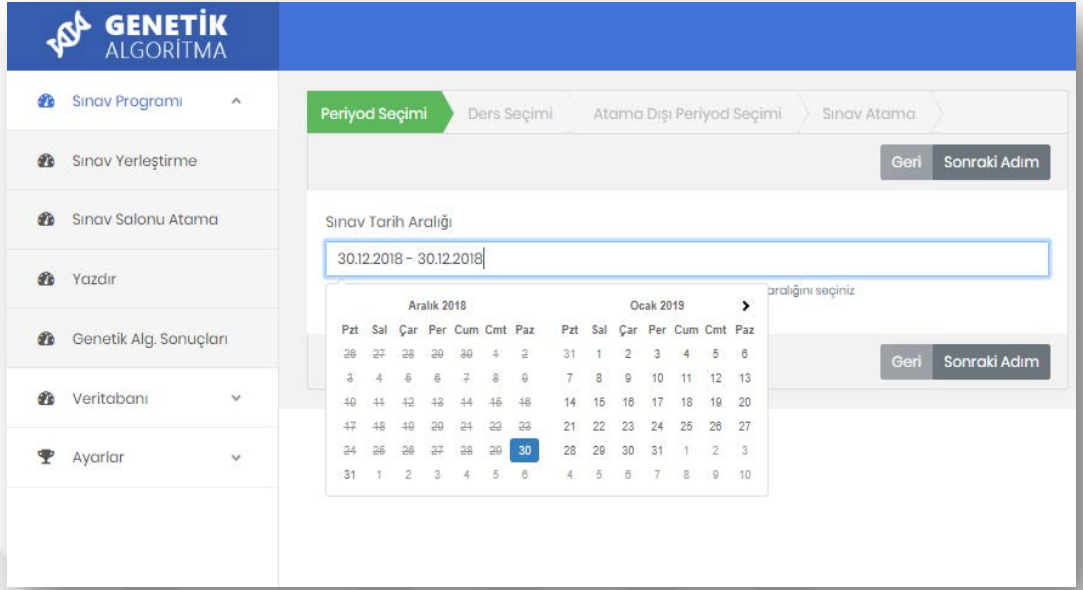 GENETİK
ALGORİTMA
Sınav Programı
Sınav Yerleştirme
Sınav Salonu Atama
Yazdır
Genetik Alg. Sonuçları
Veritabanı
Ayarlar
Periyod Seçimi Ders Seçimi Atama Dışı Periyod Seçimi Sınav Atama
Geri Sonraki Adım
Sınav Tarih Aralığı
30.12.2018 - 30.12.2018
aralığını seçiniz
Aralık 2018
Pzt Sal Çar Per Cum Cmt Paz
26 27 28 29 30 1 2
3 4 5 6 7 8 9
10 11 12 13 14 15 16
17 18 19 20 21 22 23
24 25 26 27 28 29 30
31 1 2 3 4 5 6
Ocak 2019
Pzt Sal Çar Per Cum Cmt Paz
31 1 2 3 4 5 6
7 8 9 10 11 12 13
14 15 16 17 18 19 20
21 22 23 24 25 26 27
28 29 30 31 1 2 3
4 5 6 7 8 9 10
Geri Sonraki Adım